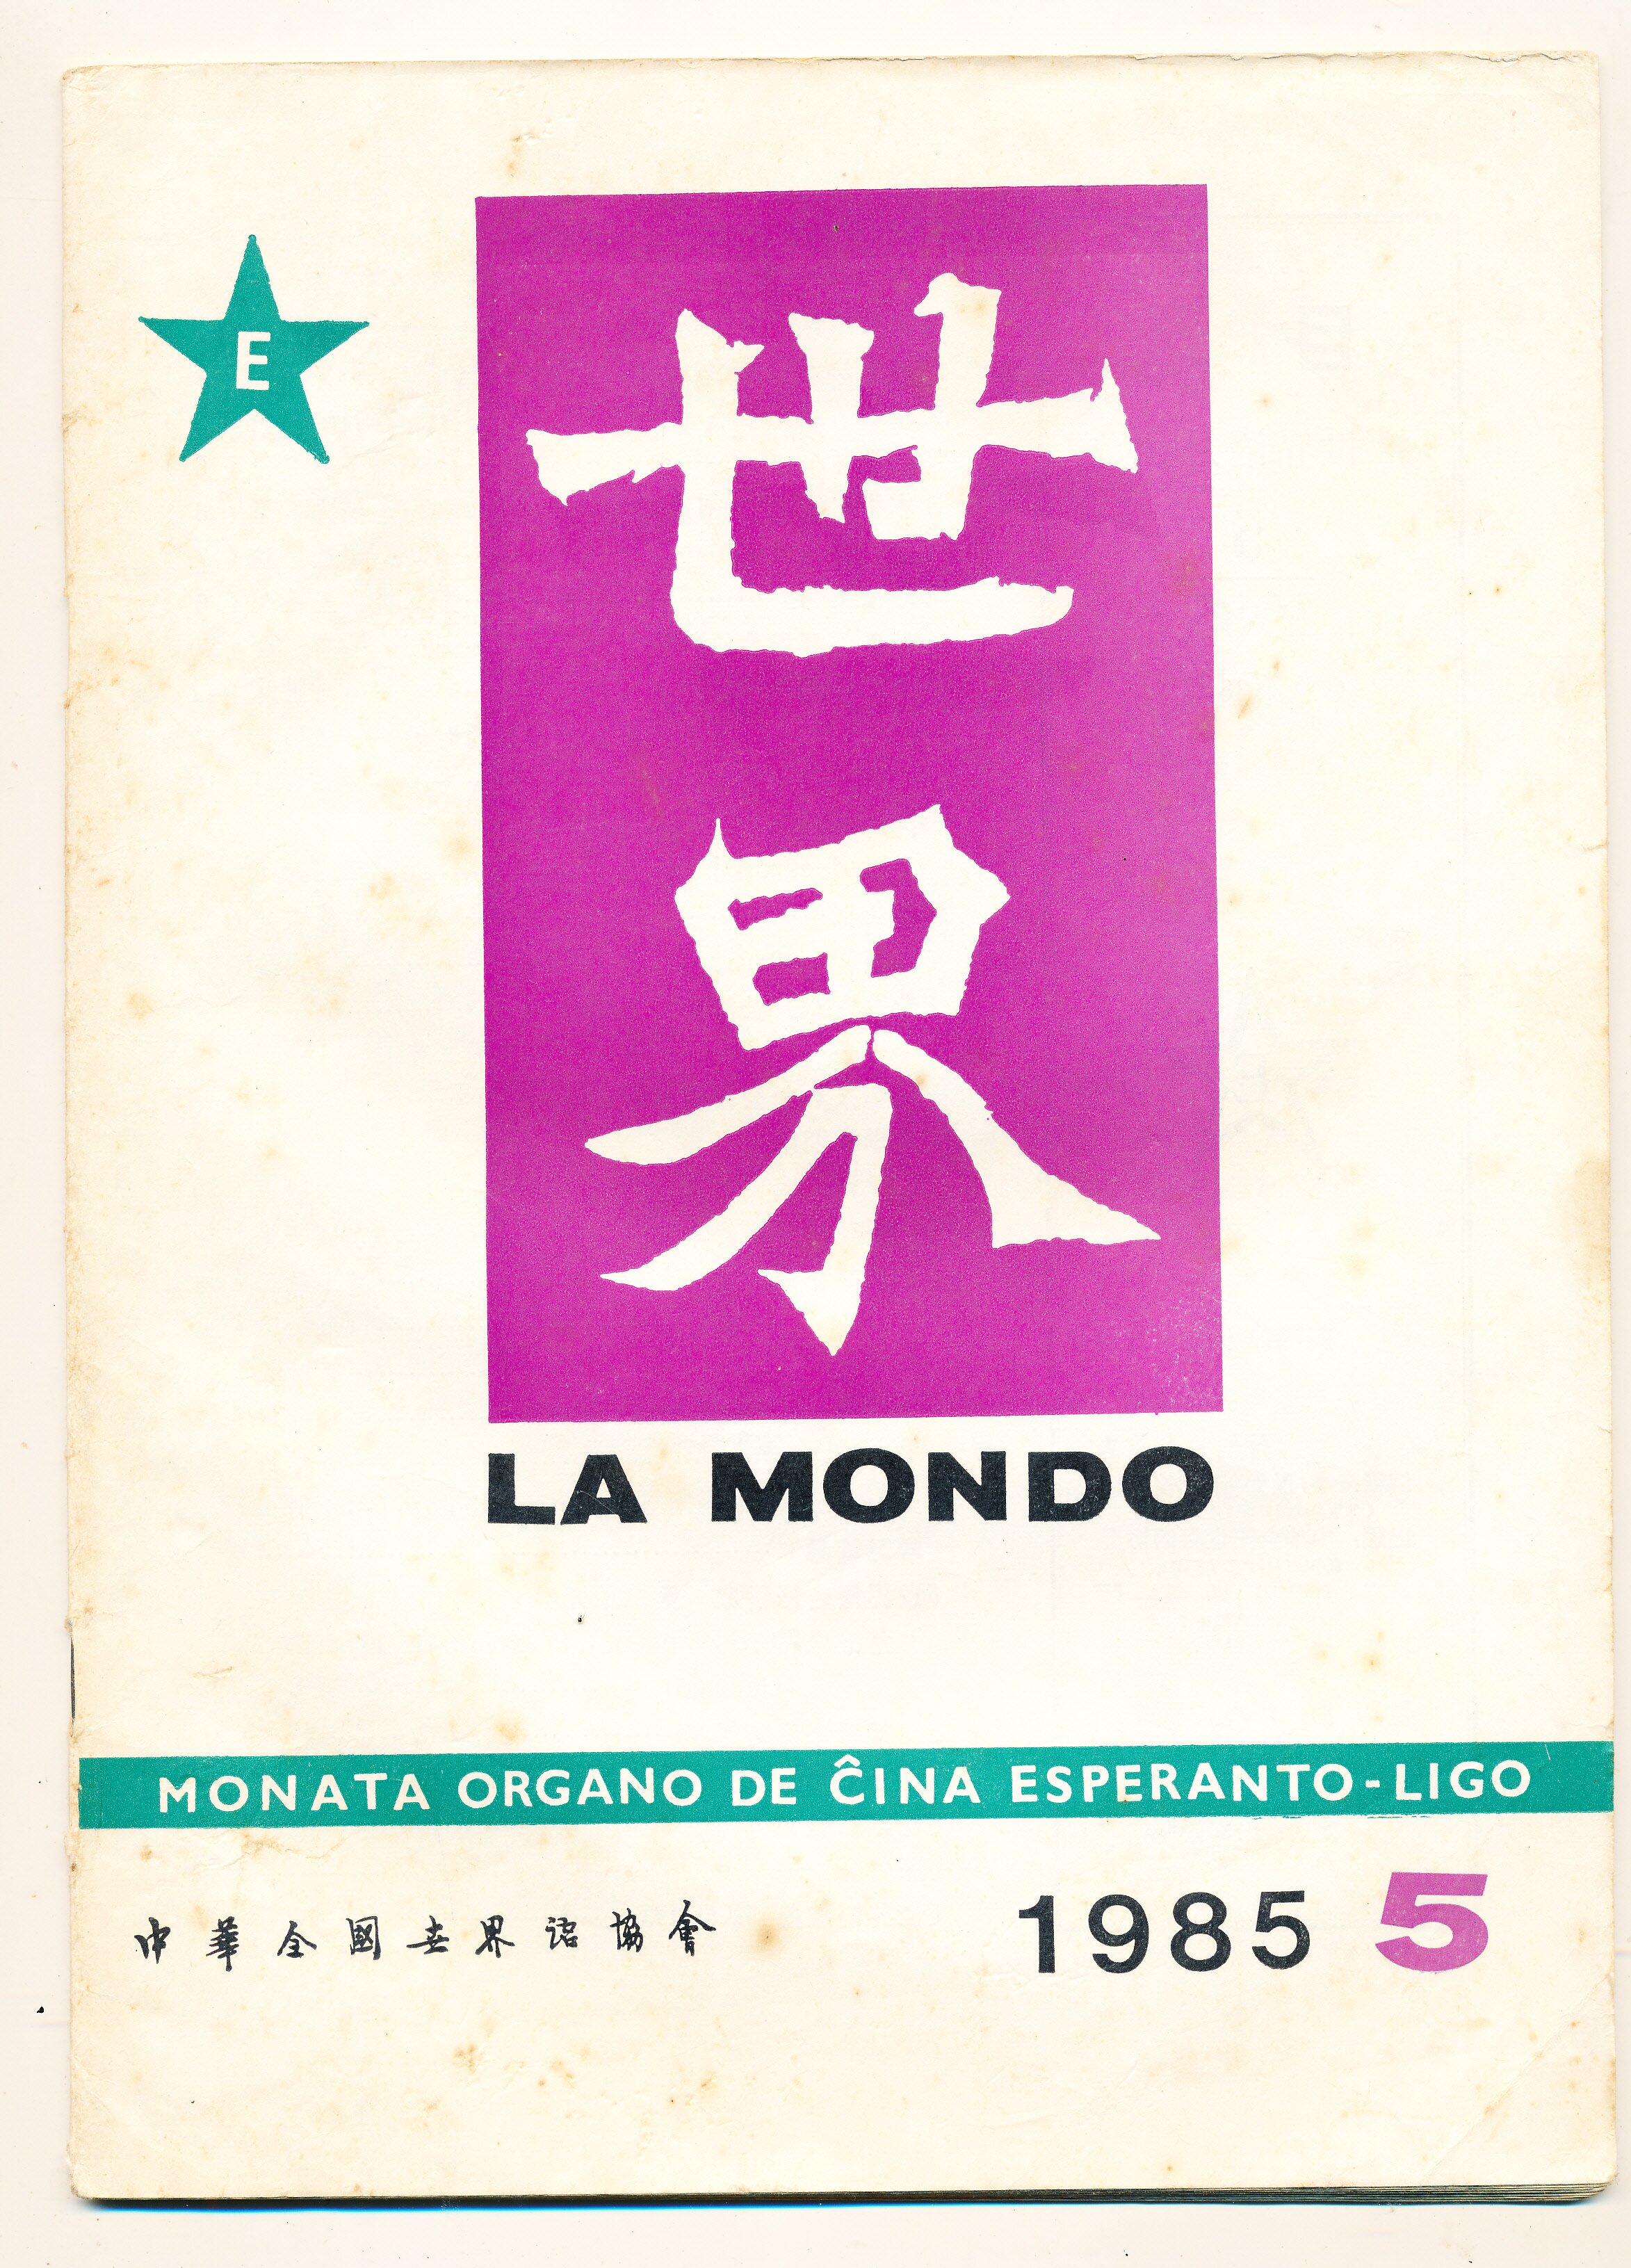 E
世界
LA MONDO
MONATA ORGANO DE ĈINA ESPERANTO-LIGO
中華全國世界語協會
1985 5